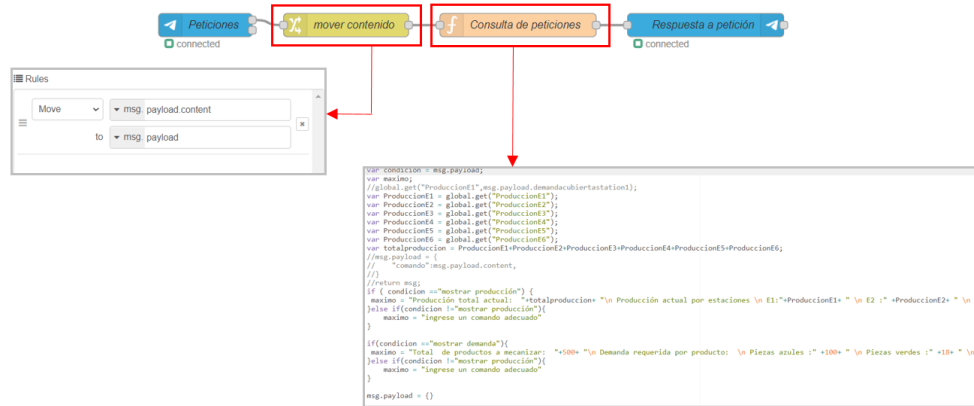 Peticiones
mover contenido
Consulta de peticiones
Respuesta a petición
connected
connected
Rules
Move
msg. payload.content
to
msg. payload
var condicion = msg.payload;
var maximo;
//global.get("ProduccionE1",msg.payload.demandacubiertastation1);
var ProduccionE1 = global.get("ProduccionE1");
var ProduccionE2 = global.get("ProduccionE2");
var ProduccionE3 = global.get("ProduccionE3");
var ProduccionE4 = global.get("ProduccionE4");
var ProduccionE5 = global.get("ProduccionE5");
var ProduccionE6 = global.get("ProduccionE6");
var totalproduccion = ProduccionE1+ProduccionE2+ProduccionE3+ProduccionE4+ProduccionE5+ProduccionE6;
//msg.payload = {
//    "comando":msg.payload.content,
//}
//return msg;
if ( condicion =="mostrar producción") {
 maximo = "Producción total actual:  "+totalproduccion+ "\n Producción actual por estaciones \n E1:"+ProduccionE1+ " \n E2 :" +ProduccionE2+ " \n
}else if(condicion !="mostrar producción"){
    maximo = "ingrese un comando adecuado"
}
if(condicion =="mostrar demanda"){
 maximo = "Total  de productos a mecanizar:  "+500+ "\n Demanda requerida por producto:  \n Piezas azules :" +100+ " \n Piezas verdes :" +18+ " \n
}else if(condicion !="mostrar producción"){
    maximo = "ingrese un comando adecuado"
}
msg.payload = {}